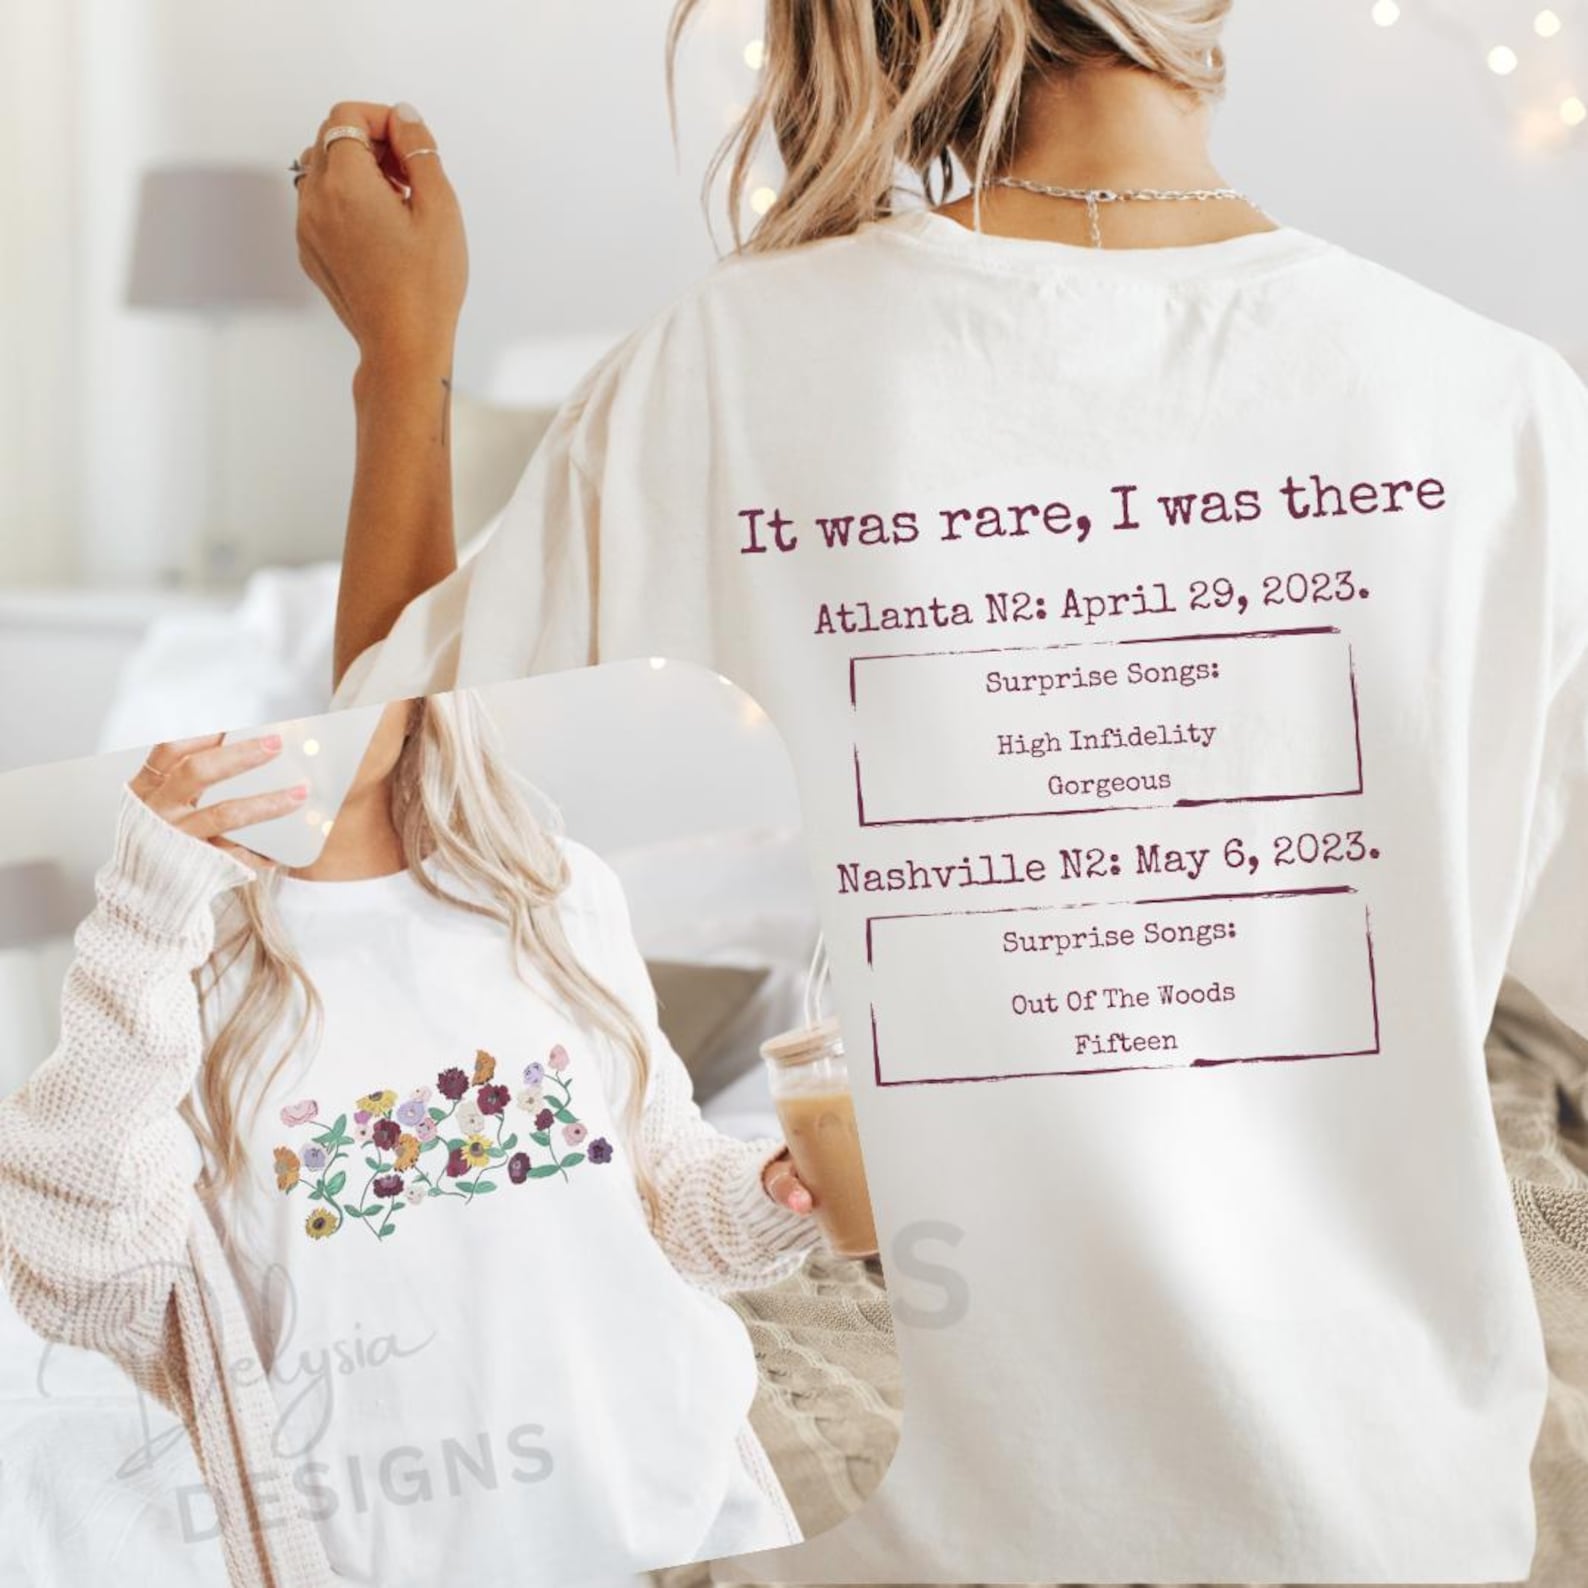 It was rare, I was there
Atlanta N2: April 29, 2023.
Surprise Songs:
High Infidelity
Gorgeous
Nashville N2: May 6, 2023.
Surprise Songs:
Out Of The Woods
Fifteen
Delysia
DESIGNS
S